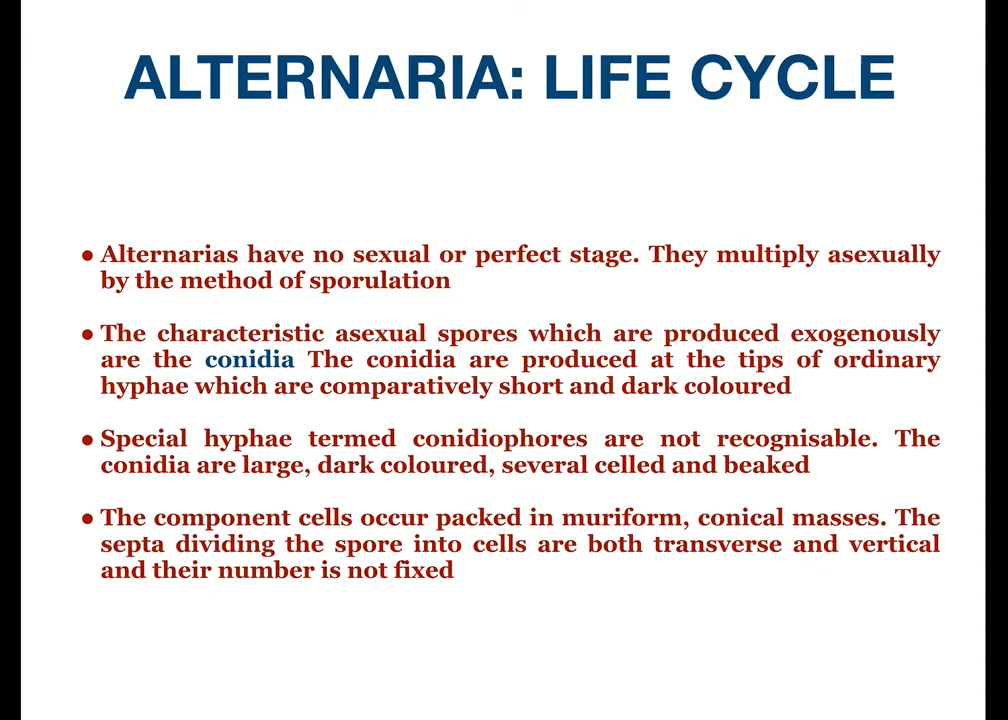 ALTERNARIA: LIFE CYCLE
● Alternarias have no sexual or perfect stage. They multiply asexually
by the method of sporulation
● The characteristic asexual spores which are produced exogenously
are the conidia The conidia are produced at the tips of ordinary
hyphae which are comparatively short and dark coloured
● Special hyphae termed conidiophores are not recognisable. The
conidia are large, dark coloured, several celled and beaked
● The component cells occur packed in muriform, conical masses. The
septa dividing the spore into cells are both transverse and vertical
and their number is not fixed